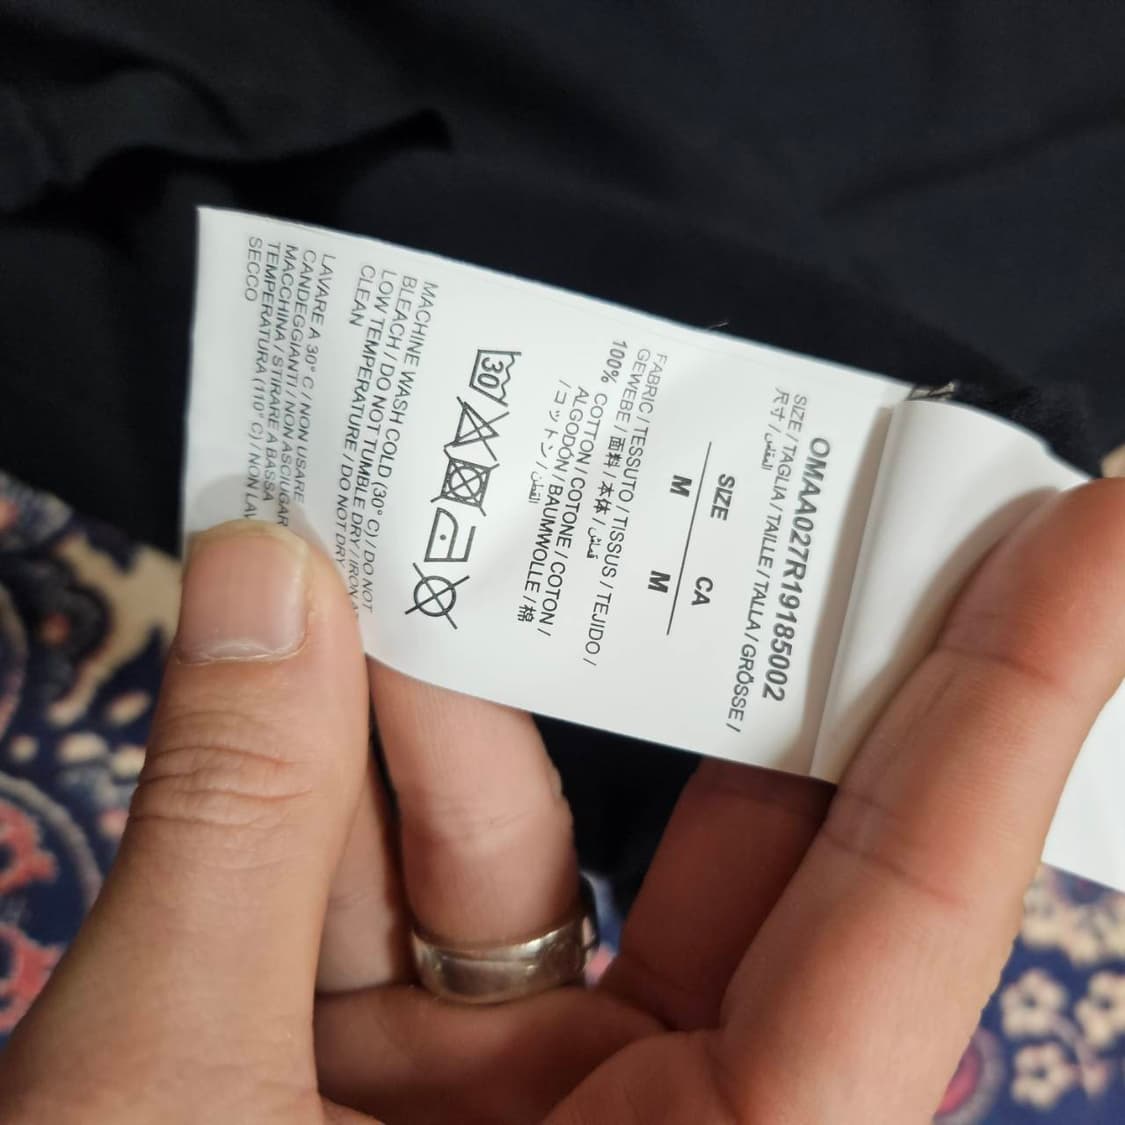 OMAA027R19185002
SIZE / TAGLIA / TAILLE / TALLA / GRÖSSE /
尺寸 / المقاس
SIZE CA
M M
FABRIC / TESSUTO / TISSUS / TEJIDO /
GEWEBE / 面料 / 本体 / قماش
100% COTTON / COTONE / COTON /
ALGODÓN / BAUMWOLLE / 棉
/ コットン / القطن
30
MACHINE WASH COLD (30° C) / DO NOT
BLEACH / DO NOT TUMBLE DRY / IRON
LOW TEMPERATURE / DO NOT DRY
CLEAN
LAVARE A 30° C / NON USARE
CANDEGGIANTI / NON ASCIUGAR
MACCHINA / STIRARE A BASSA
TEMPERATURA (110° C) / NON LAV
SECCO